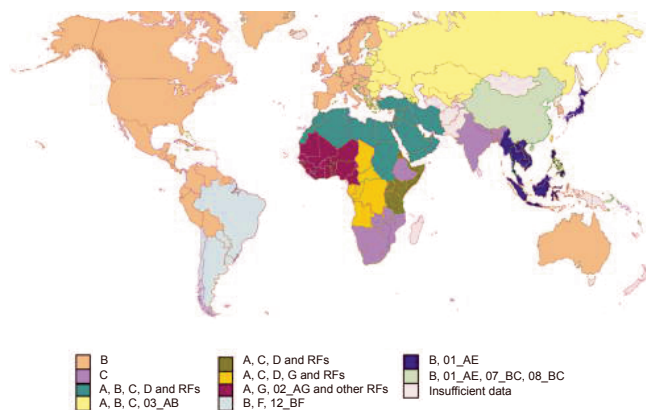 B
C
A, B, C, D and RFs
A, B, C, 03_AB
A, C, D and RFs
A, C, D, G and RFs
A, G, 02_AG and other RFs
B, F, 12_BF
B, 01_AE
B, 01_AE, 07_BC, 08_BC
Insufficient data